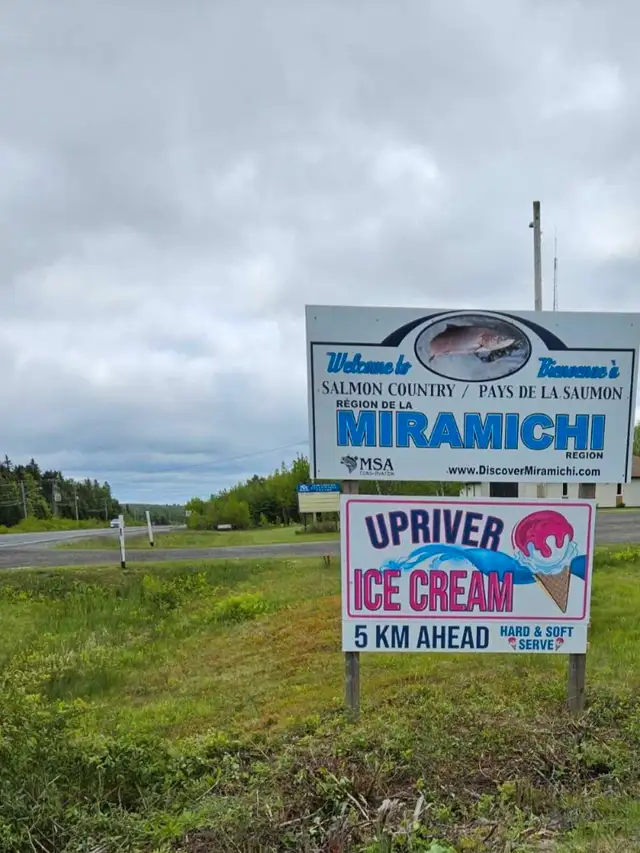 Welcome to Bienvenue à
SALMON COUNTRY / PAYS DE LA SAUMON
RÉGION DE LA
MIRAMICHI
REGION
MSA
www.DiscoverMiramichi.com
UPRIVER
ICE CREAM
5 KM AHEAD
HARD & SOFT
SERVE